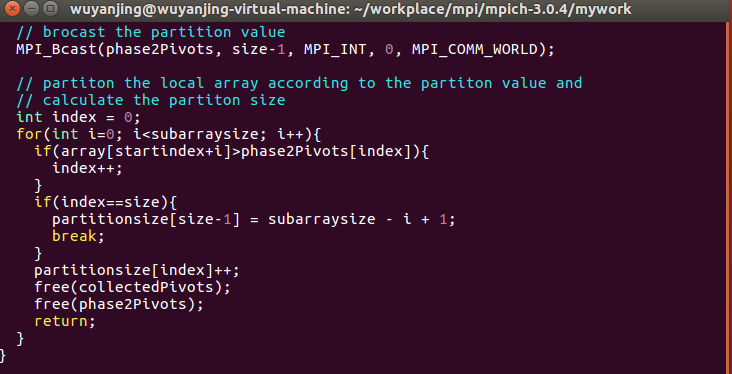 wuyanjing@wuyanjing-virtual-machine: ~/workplace/mpi/mpich-3.0.4/mywork
// brocast the partition value
MPI_Bcast(phase2Pivots, size-1, MPI_INT, 0, MPI_COMM_WORLD);
// partiton the local array according to the partiton value and
// calculate the partiton size
int index = 0;
for(int i=0; i<subarraysize; i++){
if(array[startindex+i]>phase2Pivots[index]){
index++;
}
if(index==size){
partitionsize[size-1] = subarraysize - i + 1;
break;
}
partitionsize[index]++;
free(collectedPivots);
free(phase2Pivots);
return;
}
}